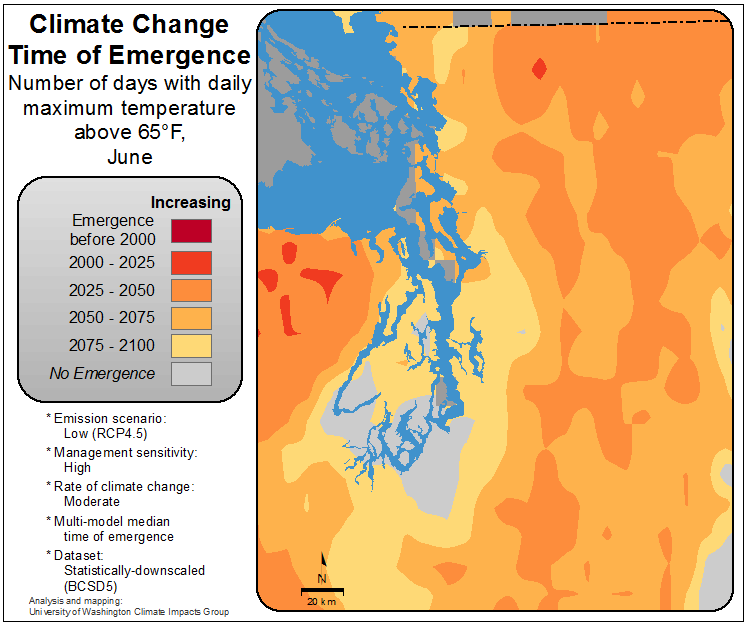 Climate Change
Time of Emergence
Number of days with daily
maximum temperature
above 65°F,
June
Increasing
Emergence
before 2000
2000 - 2025
2025 - 2050
2050 - 2075
2075 - 2100
No Emergence
* Emission scenario:
Low (RCP4.5)
* Management sensitivity:
High
* Rate of climate change:
Moderate
* Multi-model median
time of emergence
* Dataset:
Statistically-downscaled
(BCSD5)
Analysis and mapping:
University of Washington Climate Impacts Group
N
20 km